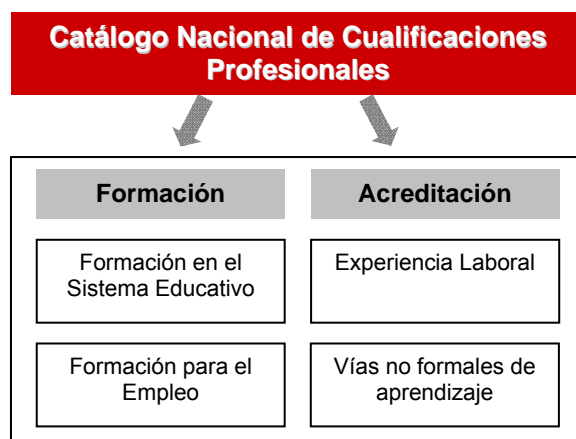 Catálogo Nacional de Cualificaciones
Profesionales
Formación
Acreditación
Formación en el
Sistema Educativo
Experiencia Laboral
Formación para el
Empleo
Vías no formales de
aprendizaje